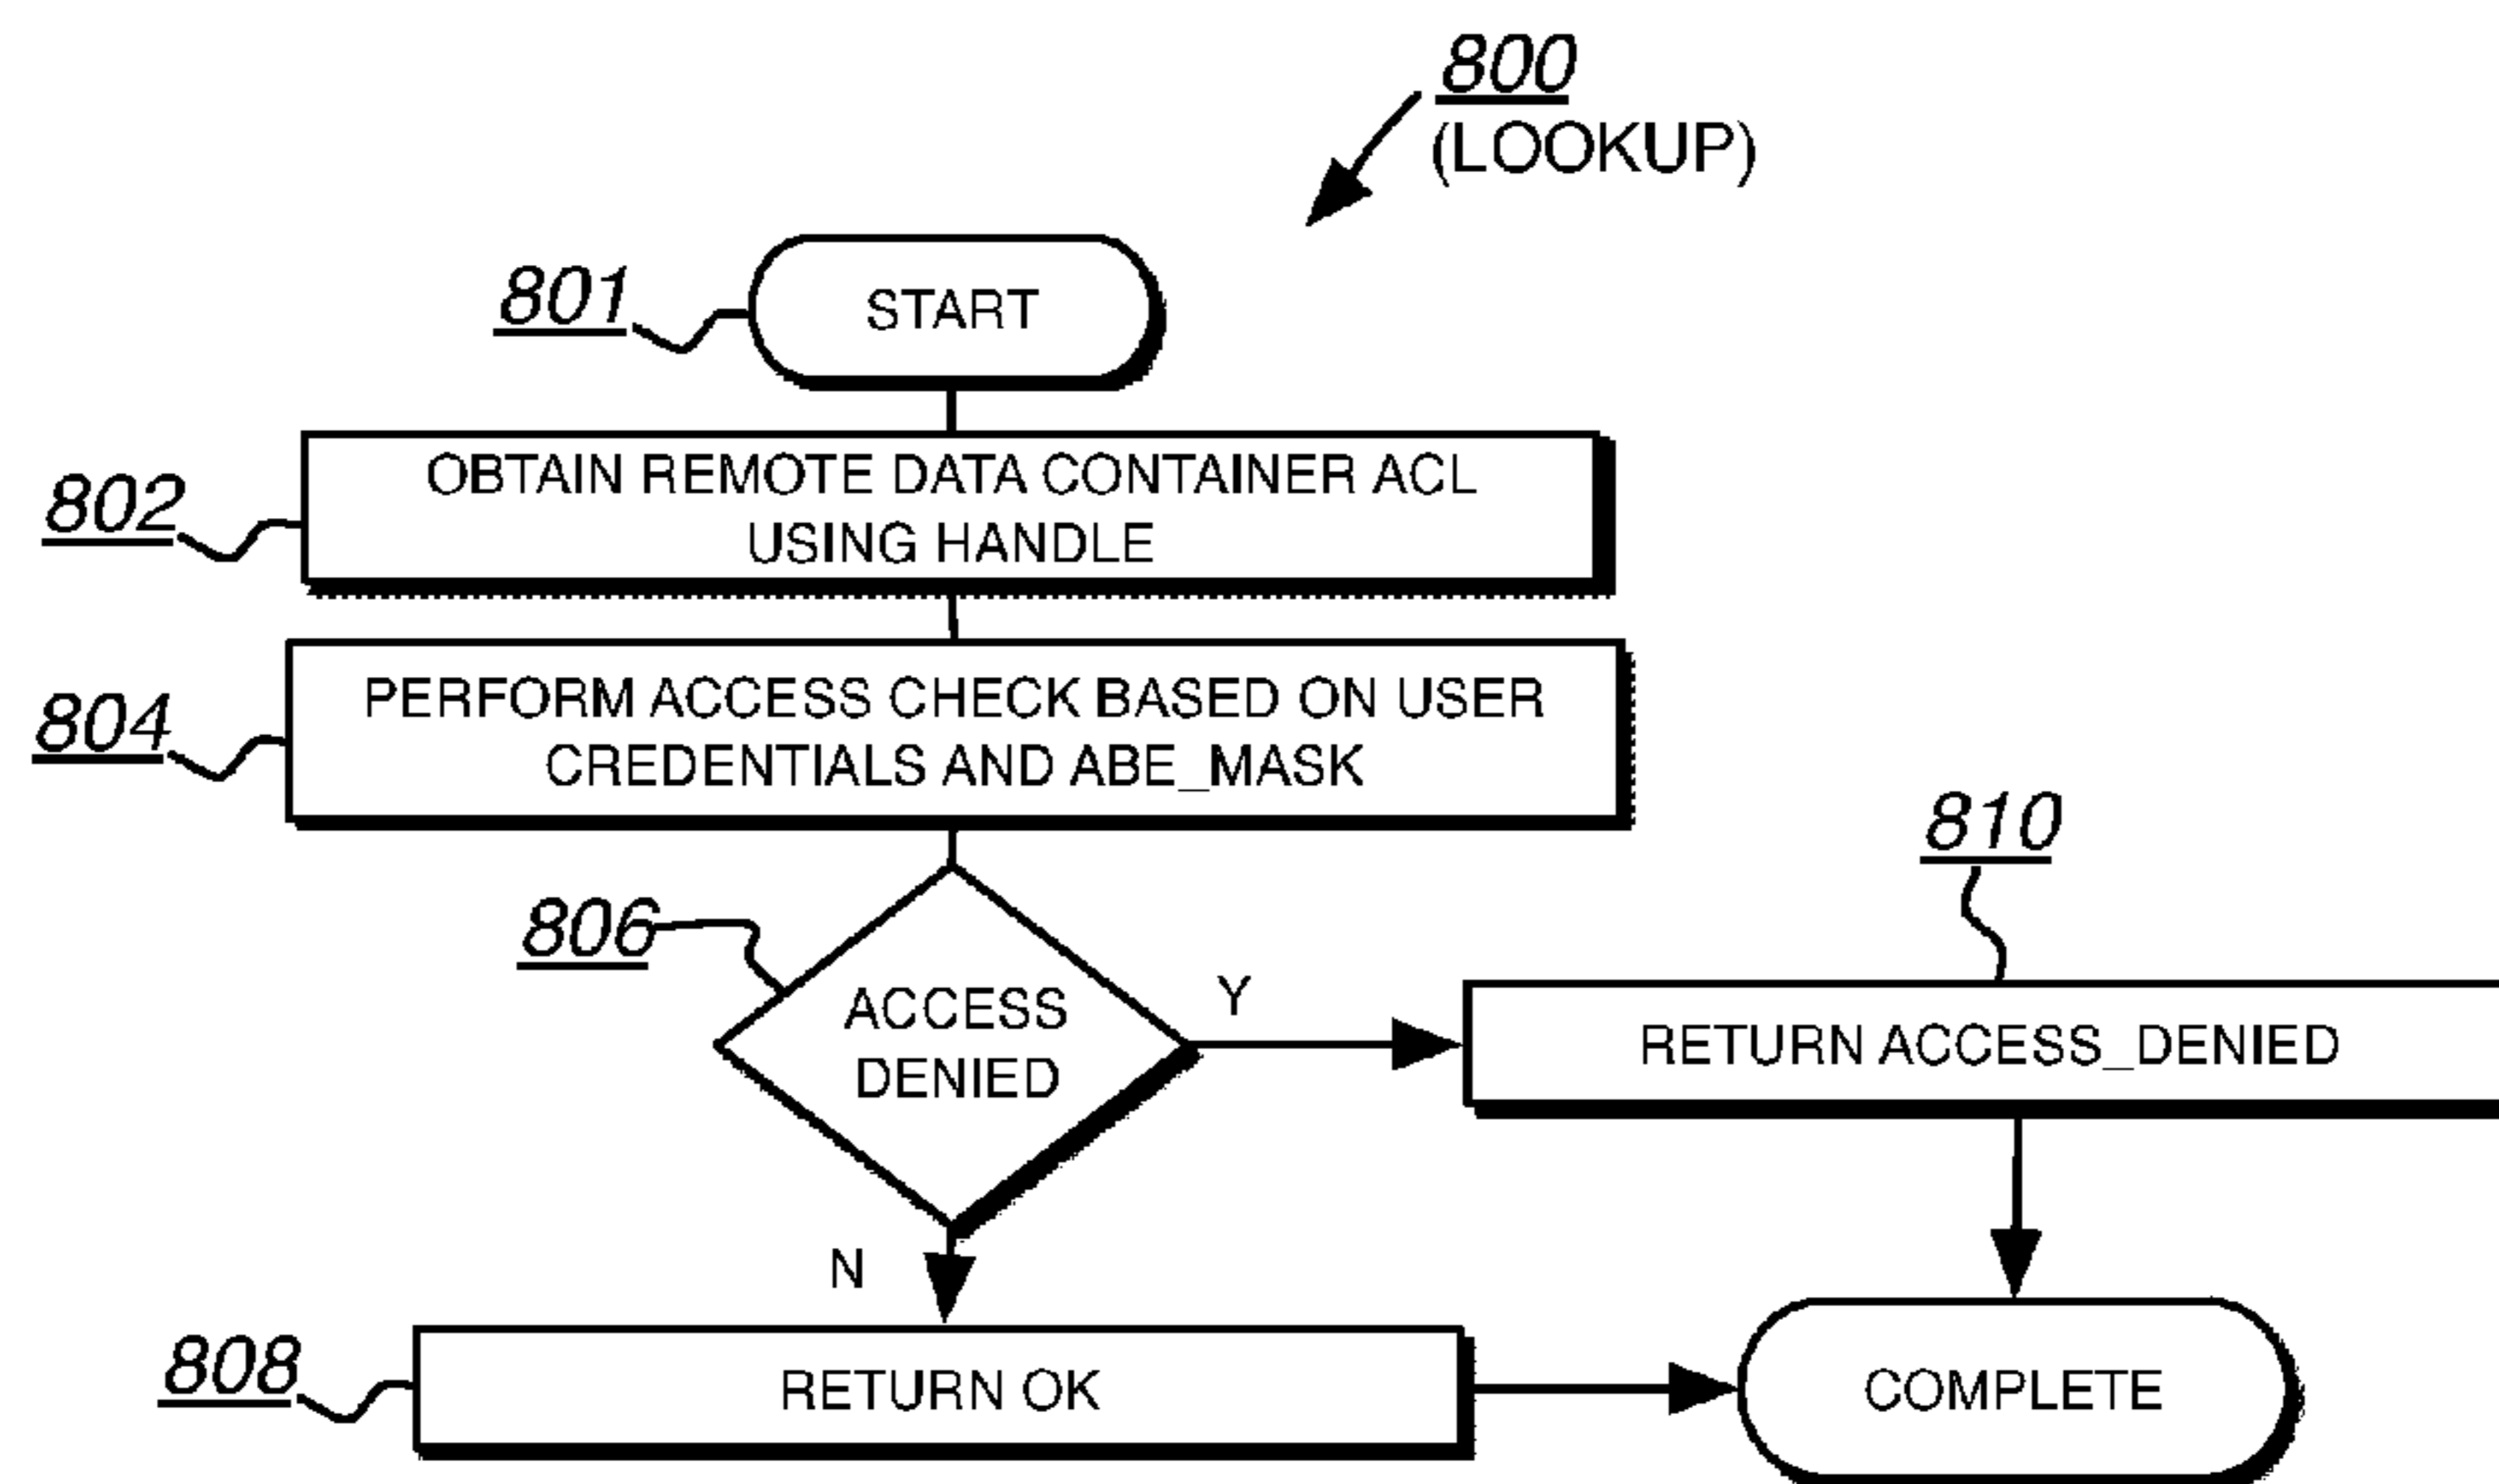 800
(LOOKUP)
801
START
802
OBTAIN REMOTE DATA CONTAINER ACL
USING HANDLE
804
PERFORM ACCESS CHECK BASED ON USER
CREDENTIALS AND ABE_MASK
810
806
ACCESS
DENIED
Y
RETURN ACCESS_DENIED
N
808
RETURN OK
COMPLETE